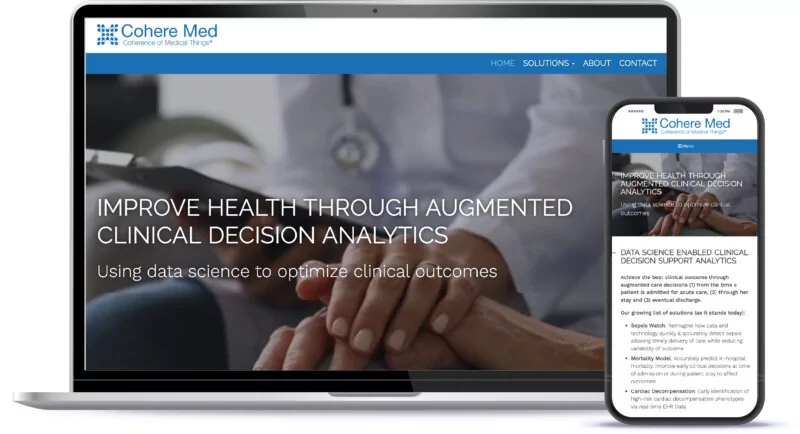 Cohere Med
Coherence of Medical Things®
HOME SOLUTIONS ABOUT CONTACT
IMPROVE HEALTH THROUGH AUGMENTED
CLINICAL DECISION ANALYTICS
Using data science to optimize clinical outcomes
1:30 PM
Cohere Med
Coherence of Medical Things®
Menu
IMPROVE HEALTH THROUGH
AUGMENTED CLINICAL DECISION
ANALYTICS
Using data science to optimize clinical
outcomes
DATA SCIENCE ENABLED CLINICAL
DECISION SUPPORT ANALYTICS
Achieve the best clinical outcome through
augmented care decisions (1) from the time a
patient is admitted for acute care, (2) through her
stay and (3) eventual discharge.
Our growing list of solutions (as it stands today):
Sepsis Watch: Reimagine how data and
technology quickly & accurately detect sepsis
allowing timely delivery of care while reducing
variability of outcome
Mortality Model: Accurately predict in-hospital
mortality. Improve early clinical decisions at time
of admission or during patient stay to affect
outcomes
Cardiac Decompensation: Early identification of
high-risk cardiac decompensation phenotypes
via real time EHR Data.